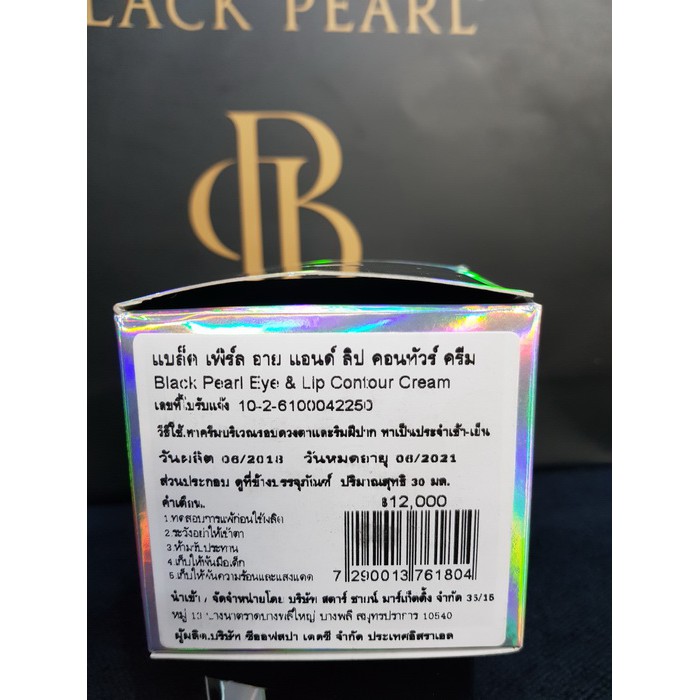 BLACK PEARL
แบล็ค เพิร์ล อาย แอนด์ ลิป คอนทัวร์ ครีม
Black Pearl Eye & Lip Contour Cream
เลขที่ใบรับแจ้ง 10-2-6100042250
วิธีใช้.ทาครีมบริเวณรอบดวงตาและริมฝีปาก ทาเป็นประจำเช้า-เย็น
วันผลิต 06/2018 วันหมดอายุ 06/2021
ส่วนประกอบ ดูที่ข้างบรรจุภัณฑ์ ปริมาณสุทธิ 30 มล.
คำเตือน.. ฿12,000
1.ทดสอบการแพ้ก่อนใช้ผลิต
2.ระวังอย่าให้เข้าตา
3.ห้ามรับประทาน
4.เก็บให้พ้นมือเด็ก
5.เก็บให้พ้นความร้อนและแสงแดด
7 290013 761804
นำเข้า / จัดจำหน่ายโดย บริษัท สตาร์ ซายน์ มาร์เก็ตติ้ง จำกัด 35/15
หมู่ 13 บางนาตราด บางพลีใหญ่ บางพลี สมุทรปราการ 10540
ผู้ผลิต.บริษัท ซีออฟสปา เดดซี จำกัด ประเทศอิสราเอล